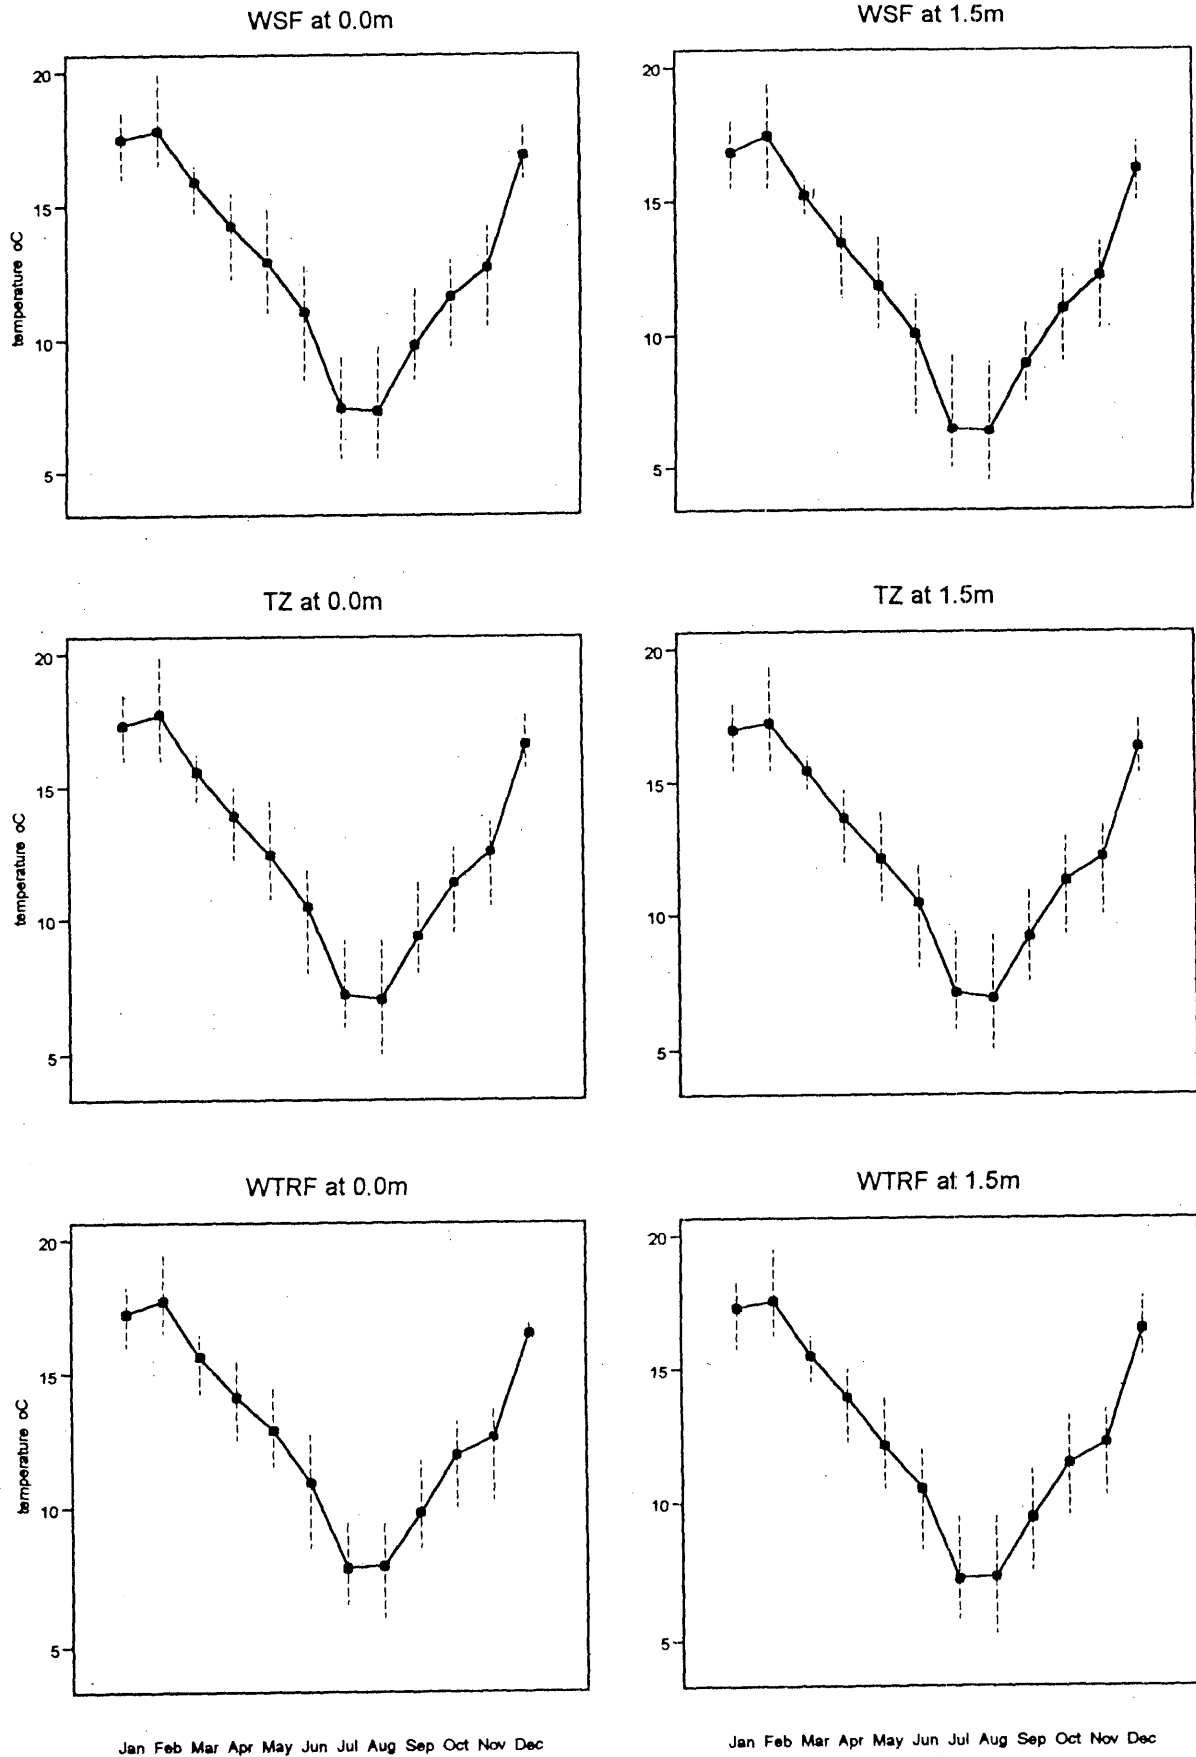 WSF at 0.0m
WSF at 1.5m
20
15
10
5
temperature oC
20
15
10
5
TZ at 0.0m
TZ at 1.5m
20
15
10
5
temperature oC
20
15
10
5
WTRF at 0.0m
WTRF at 1.5m
20
15
10
5
temperature oC
20
15
10
5
Jan Feb Mar Apr May Jun Jul Aug Sep Oct Nov Dec
Jan Feb Mar Apr May Jun Jul Aug Sep Oct Nov Dec